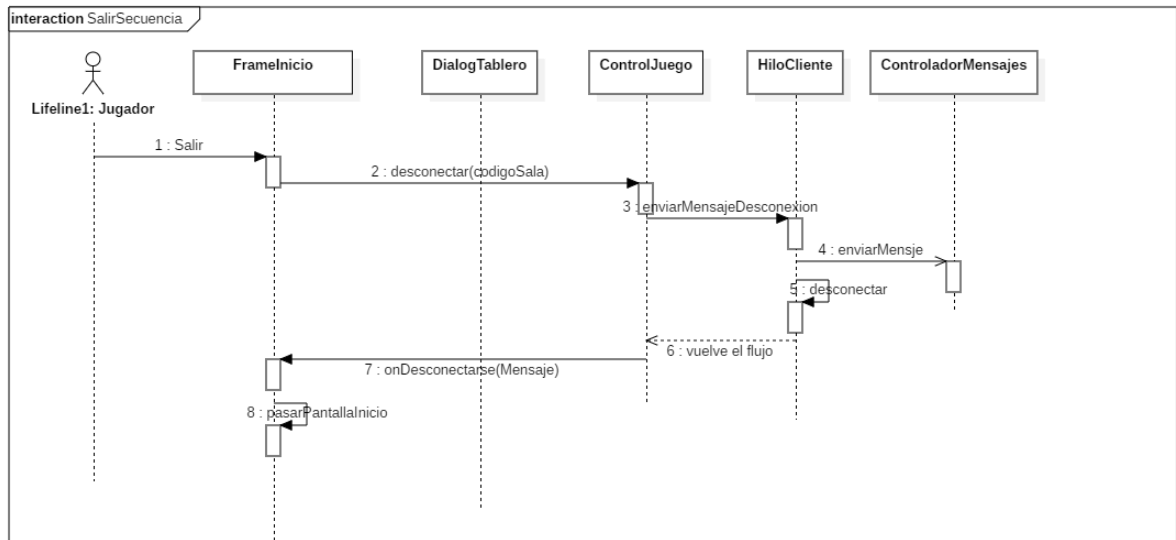 interaction SalirSecuencia
FrameInicio
DialogTablero
ControlJuego
HiloCliente
ControladorMensajes
Lifeline1: Jugador
1 : Salir
2 : desconectar(codigoSala)
3 : enviarMensajeDesconexion
4 : enviarMensje
5 : desconectar
6 : vuelve el flujo
7 : onDesconectarse(Mensaje)
8 : pasarPantallaInicio